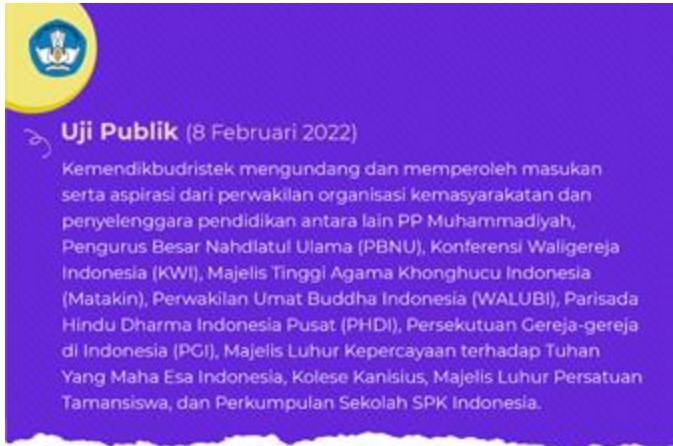 Uji Publik (8 Februari 2022)
Kemendikbudristek mengundang dan memperoleh masukan
serta aspirasi dari perwakilan organisasi kemasyarakatan dan
penyelenggara pendidikan antara lain PP Muhammadiyah,
Pengurus Besar Nahdlatul Ulama (PBNU), Konferensi Waligereja
Indonesia (KWI), Majelis Tinggi Agama Khonghucu Indonesia
(Matakin), Perwakilan Umat Buddha Indonesia (WALUBI), Parisada
Hindu Dharma Indonesia Pusat (PHDI), Persekutuan Gereja-gereja
di Indonesia (PGI), Majelis Luhur Kepercayaan terhadap Tuhan
Yang Maha Esa Indonesia, Kolese Kanisius, Majelis Luhur Persatuan
Tamansiswa, dan Perkumpulan Sekolah SPK Indonesia.